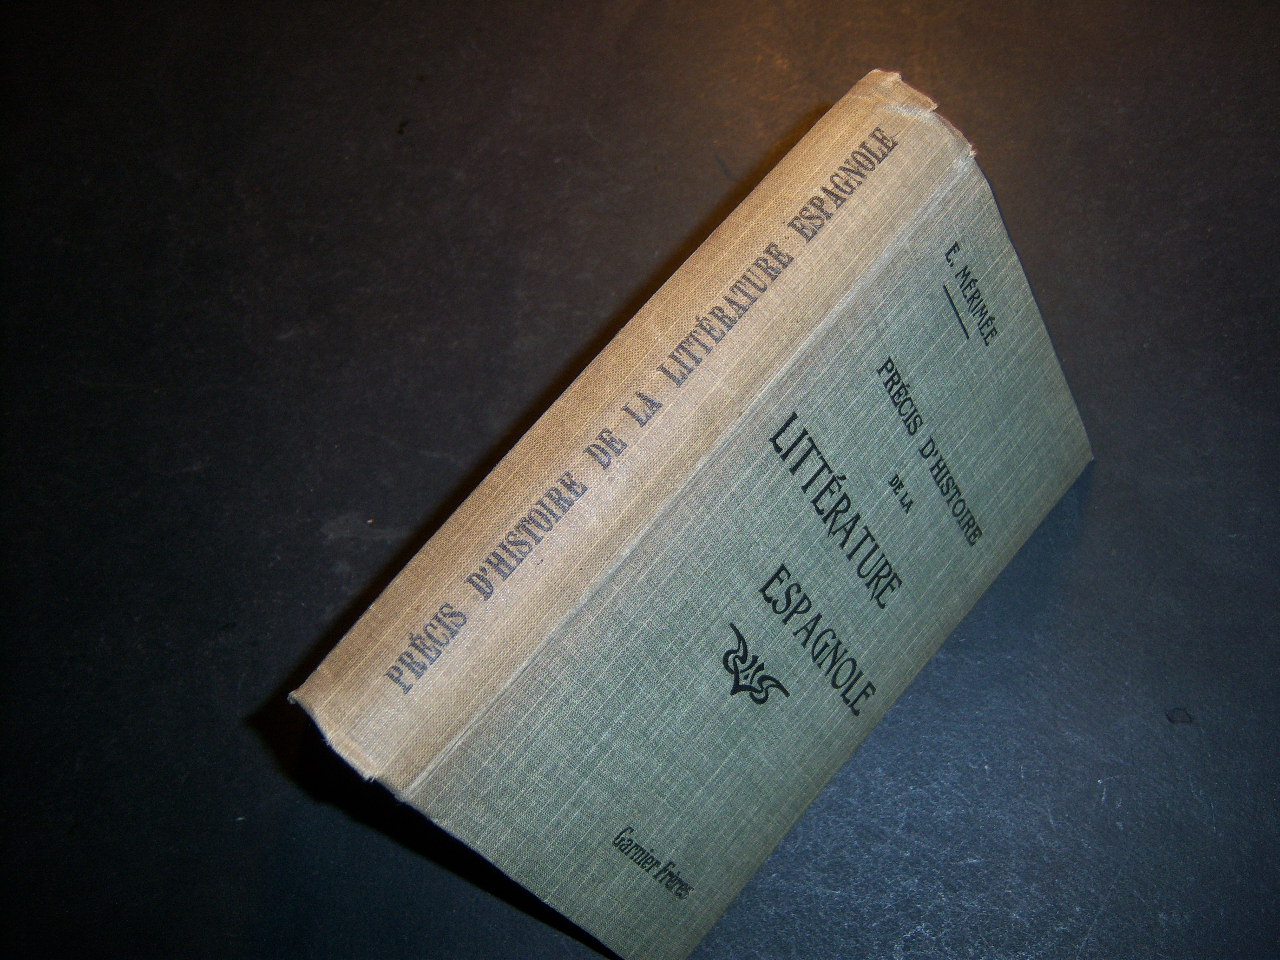 PRÉCIS D'HISTOIRE DE LA LITTÉRATURE ESPAGNOLE
E. MÉRIMÉE
PRÉCIS D'HISTOIRE
DE LA
LITTÉRATURE
ESPAGNOLE
Garnier Frères